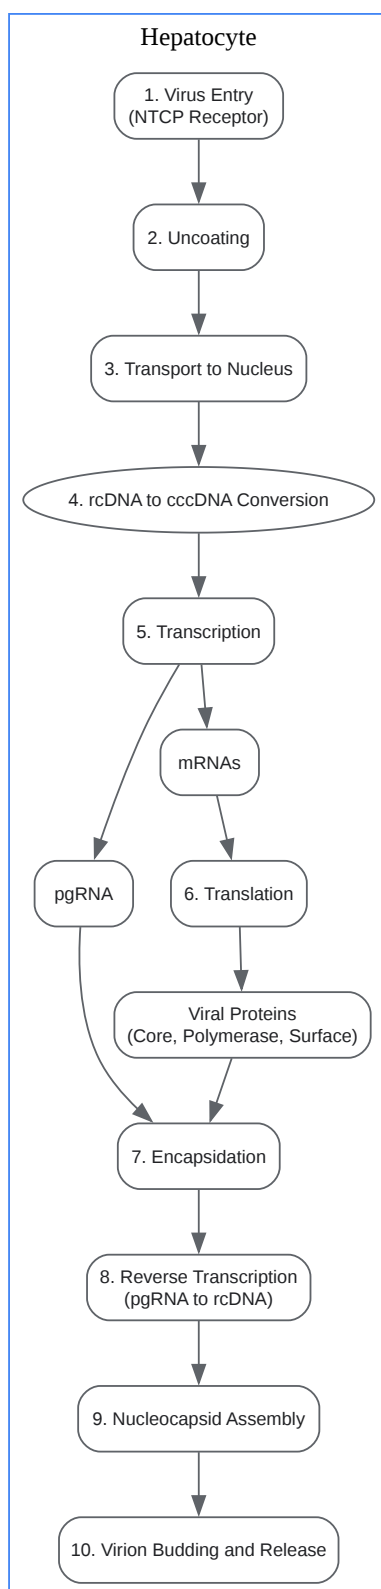 Hepatocyte
1. Virus Entry
(NTCP Receptor)
2. Uncoating
3. Transport to Nucleus
4. rcDNA to cccDNA Conversion
5. Transcription
mRNAs
pgRNA
6. Translation
Viral Proteins
(Core, Polymerase, Surface)
7. Encapsidation
8. Reverse Transcription
(pgRNA to rcDNA)
9. Nucleocapsid Assembly
10. Virion Budding and Release